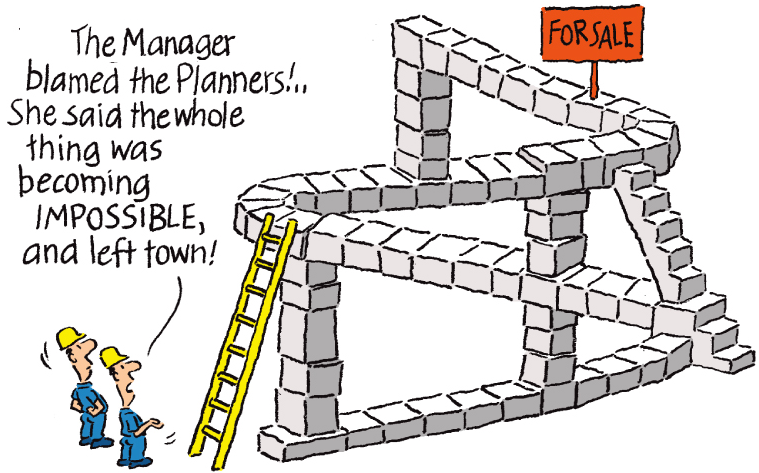 The Manager
blamed the Planners!..
She said the whole
thing was
becoming
IMPOSSIBLE,
and left town!
FOR SALE